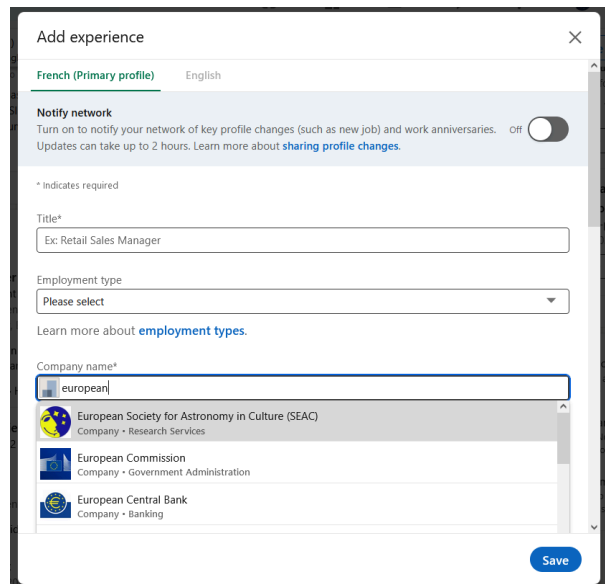 Add experience
French (Primary profile) English
Notify network
Turn on to notify your network of key profile changes (such as new job) and work anniversaries. Off
Updates can take up to 2 hours. Learn more about sharing profile changes.
* Indicates required
Title*
Ex: Retail Sales Manager
Employment type
Please select
Learn more about employment types.
Company name*
european
European Society for Astronomy in Culture (SEAC)
Company • Research Services
European Commission
Company • Government Administration
European Central Bank
Company • Banking
Save